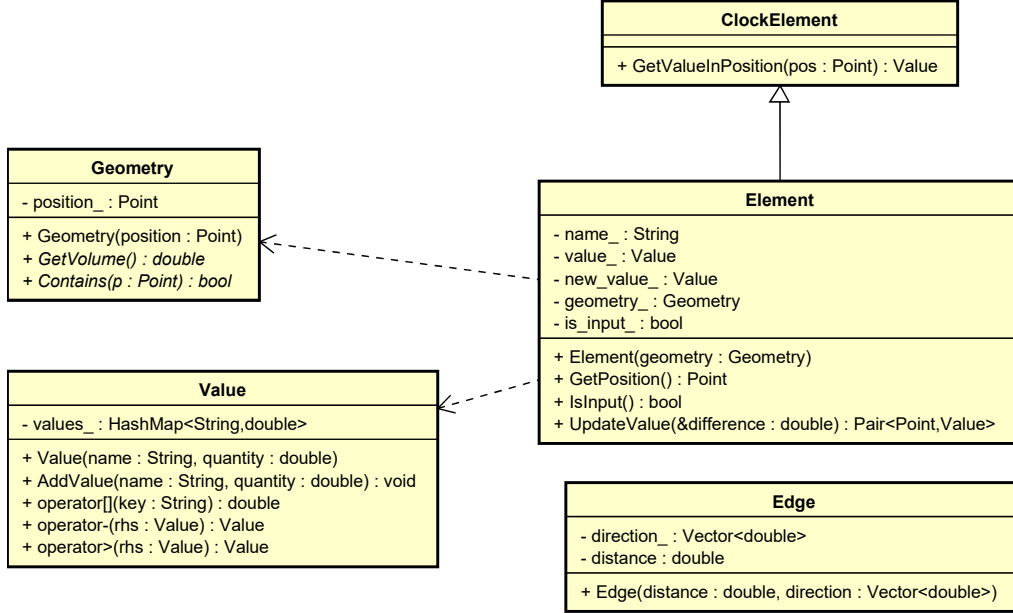 ClockElement
+ GetValueInPosition(pos : Point) : Value
Geometry
- position_ : Point
+ Geometry(position : Point)
+ GetVolume() : double
+ Contains(p : Point) : bool
Element
- name_ : String
- value_ : Value
- new_value_ : Value
- geometry_ : Geometry
- is_input_ : bool
+ Element(geometry : Geometry)
+ GetPosition() : Point
+ IsInput() : bool
+ UpdateValue(&difference : double) : Pair<Point,Value>
Value
- values_ : HashMap<String,double>
+ Value(name : String, quantity : double)
+ AddValue(name : String, quantity : double) : void
+ operator[](key : String) : double
+ operator-(rhs : Value) : Value
+ operator>(rhs : Value) : Value
Edge
- direction_ : Vector<double>
- distance : double
+ Edge(distance : double, direction : Vector<double>)